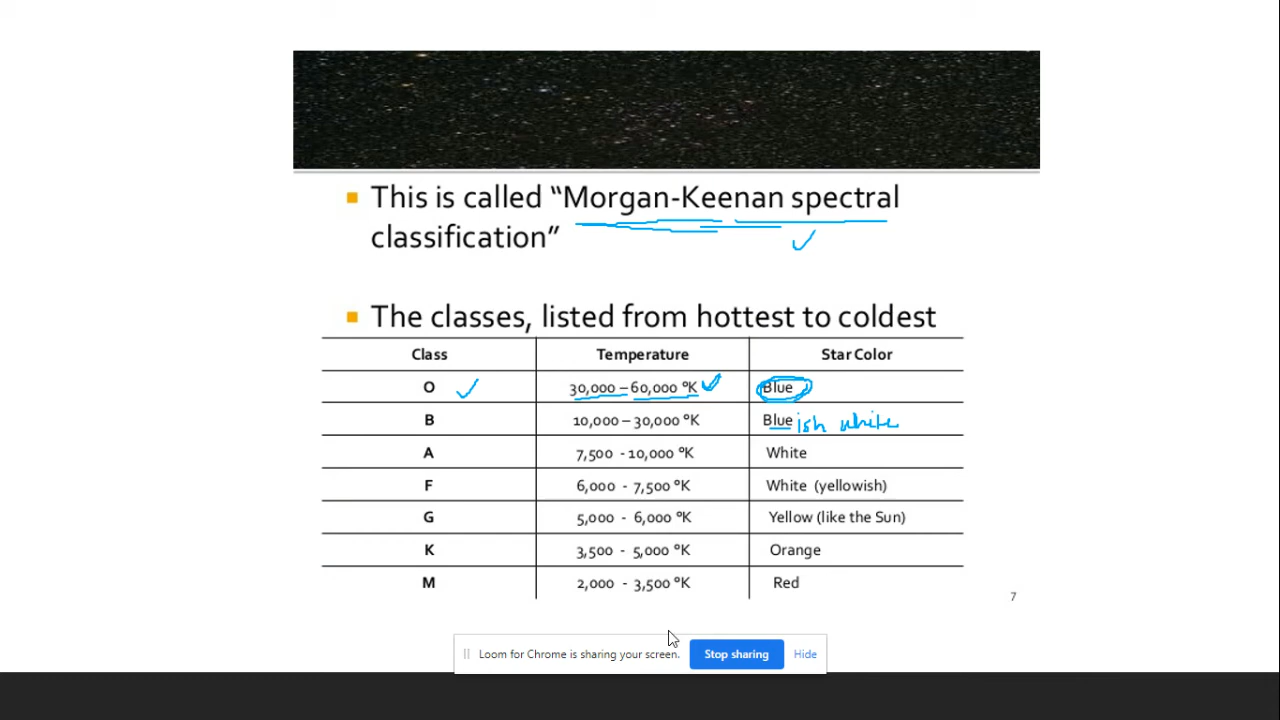 This is called “Morgan-Keenan spectral
classification”
The classes, listed from hottest to coldest
Class Temperature Star Color
O 30,000 – 60,000 °K Blue
B 10,000 – 30,000 °K Blue ish white
A 7,500 - 10,000 °K White
F 6,000 - 7,500 °K White (yellowish)
G 5,000 - 6,000 °K Yellow (like the Sun)
K 3,500 - 5,000 °K Orange
M 2,000 - 3,500 °K Red
7
Loom for Chrome is sharing your screen. Stop sharing Hide